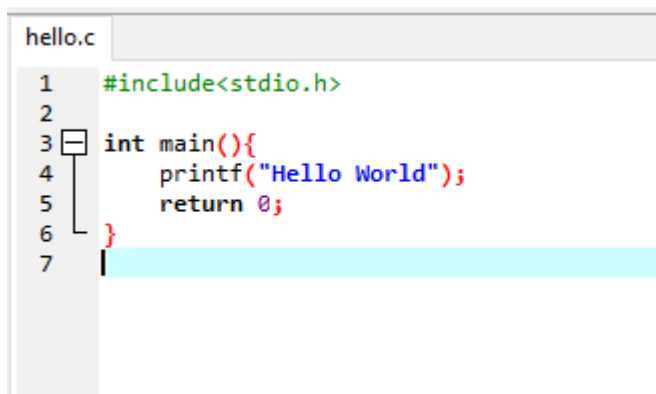 hello.c
1 #include<stdio.h>
2
3 int main(){
4     printf("Hello World");
5     return 0;
6 }
7